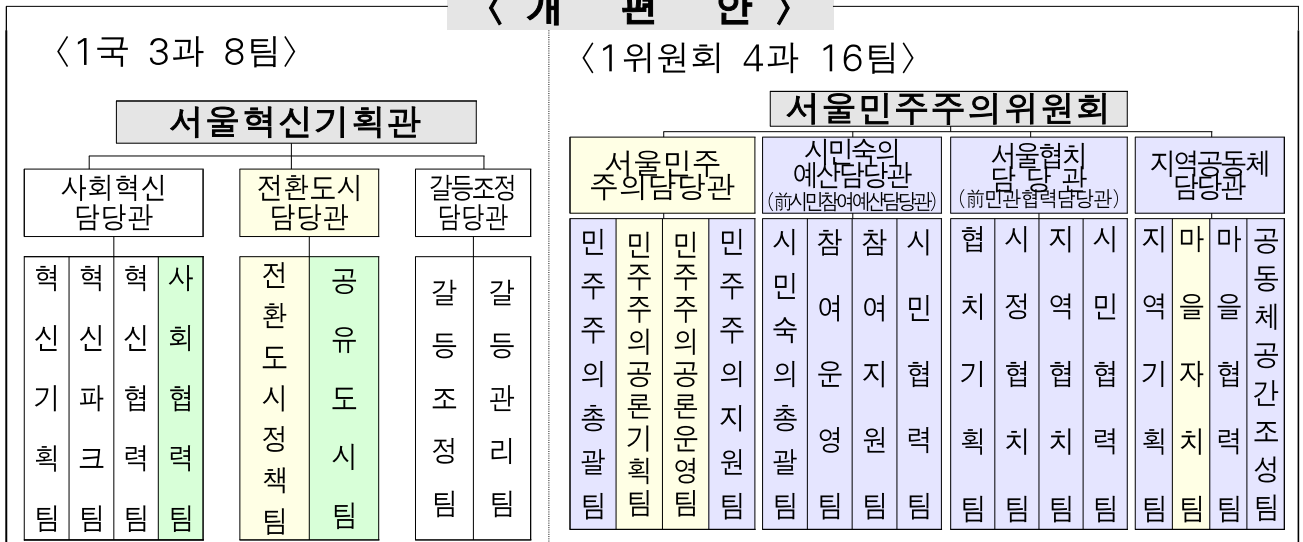 〈 개 편 안 〉
〈1국 3과 8팀〉
서울혁신기획관
사회혁신
담당관
전환도시
담당관
갈등조정
담당관
혁신기획팀
혁신파크팀
혁신협력팀
사회협력팀
전환도시정책팀
공유도시팀
갈등조정팀
갈등관리팀
〈1위원회 4과 16팀〉
서울민주주의위원회
서울민주
주의담당관
시민숙의
예산담당관
(前시민참여예산담당관)
서울협치
담 당 관
(前민관협력담당관)
지역공동체
담당관
민주주의총괄팀
민주주의공론기획팀
민주주의공론운영팀
민주주의지원팀
시민숙의총괄팀
참여운영팀
참여지원팀
시민협력팀
협치기획팀
시정협치팀
지역협치팀
시민협력팀
지역기획팀
마을자치팀
마을협력팀
공동체공간조성팀